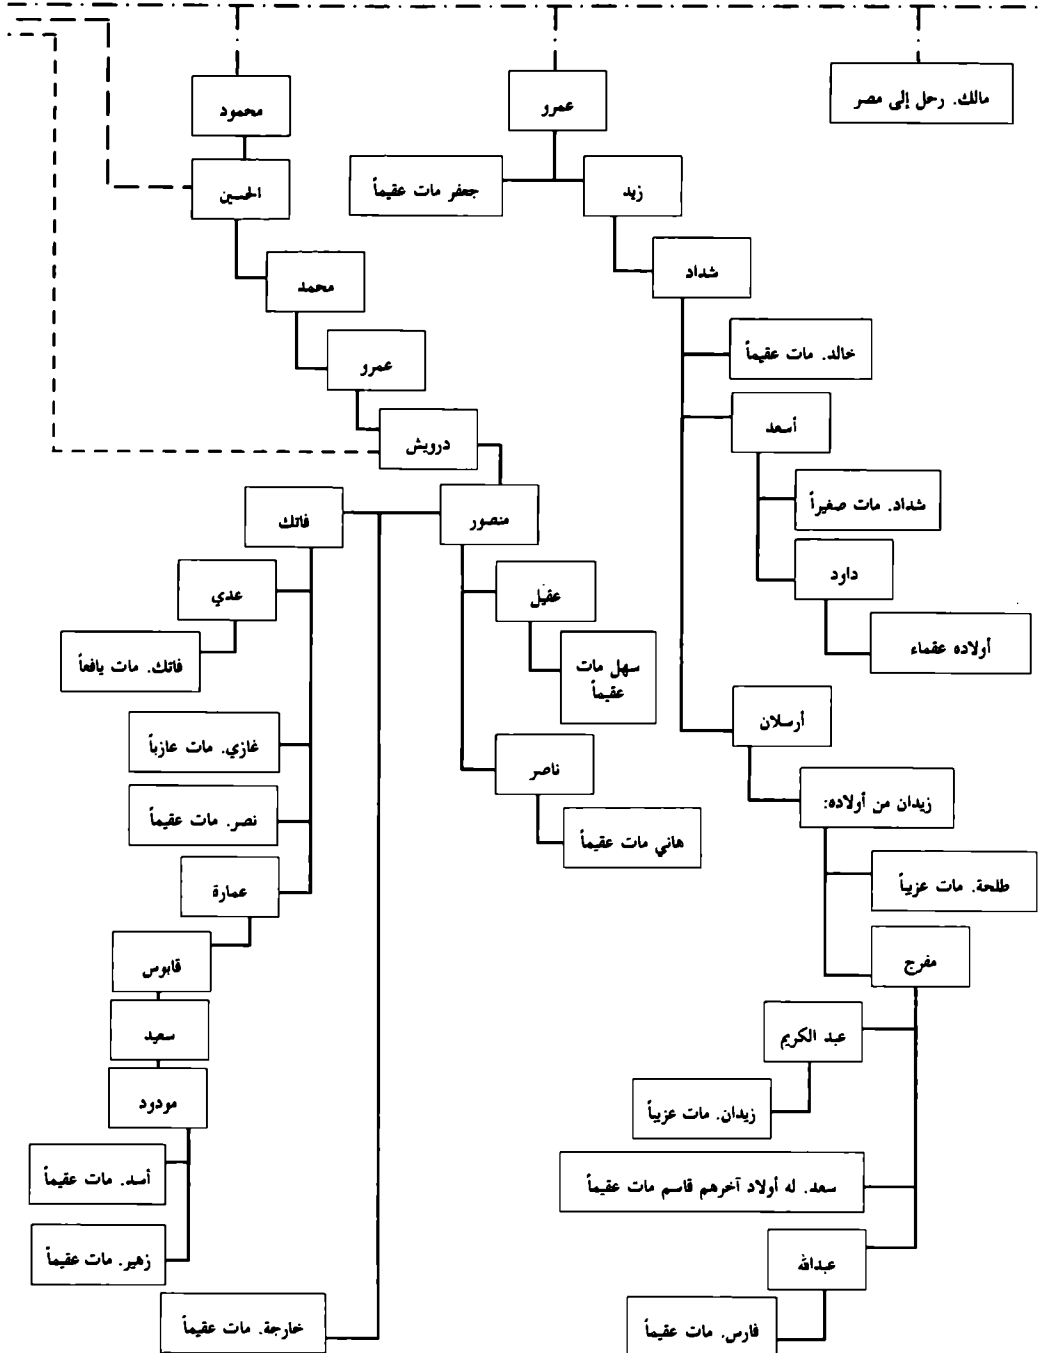 مالك. رحل إلى مصر
عمرو
محمود
جعفر مات عقيماً
زيد
الحسين
شداد
محمد
خالد. مات عقيماً
عمرو
أسعد
درويش
شداد. مات صغيراً
منصور
فاتك
داود
عقيل
عدي
أولاده عقماء
فاتك. مات يافعاً
سهل مات
عقيماً
أرسلان
غازي. مات عازباً
ناصر
زيدان من أولاده:
نصر. مات عقيماً
هاني مات عقيماً
طلحة. مات عزيباً
عمارة
مفرج
قابوس
عبد الكريم
سعيد
مودود
زيدان. مات عزيباً
أسد. مات عقيماً
سعد. له أولاد آخرهم قاسم مات عقيماً
زهير. مات عقيماً
عبدالله
خارجة. مات عقيماً
فارس. مات عقيماً